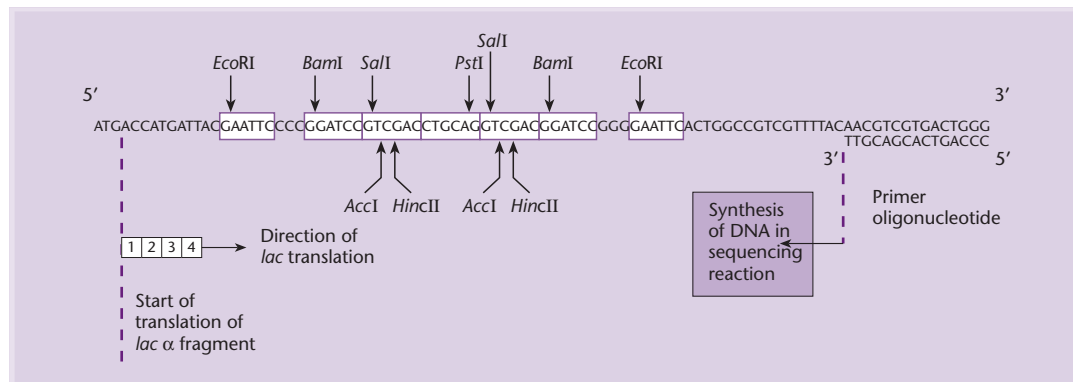 SalI
EcoRI BamI SalI PstI BamI EcoRI
5′ 3′
ATGACCATGATTACGAATTCCCCGGATCCGTCGACCTGCAGGTCGACGGATCCGGGGAATTCACTGGCCGTCGTTTTACAACGTCGTGACTGGG
TTGCAGCACTGACCC
3′ 5′
AccI HincII AccI HincII
Primer
oligonucleotide
Synthesis
of DNA in
sequencing
reaction
1 2 3 4
Direction of
lac translation
Start of
translation of
lac α fragment